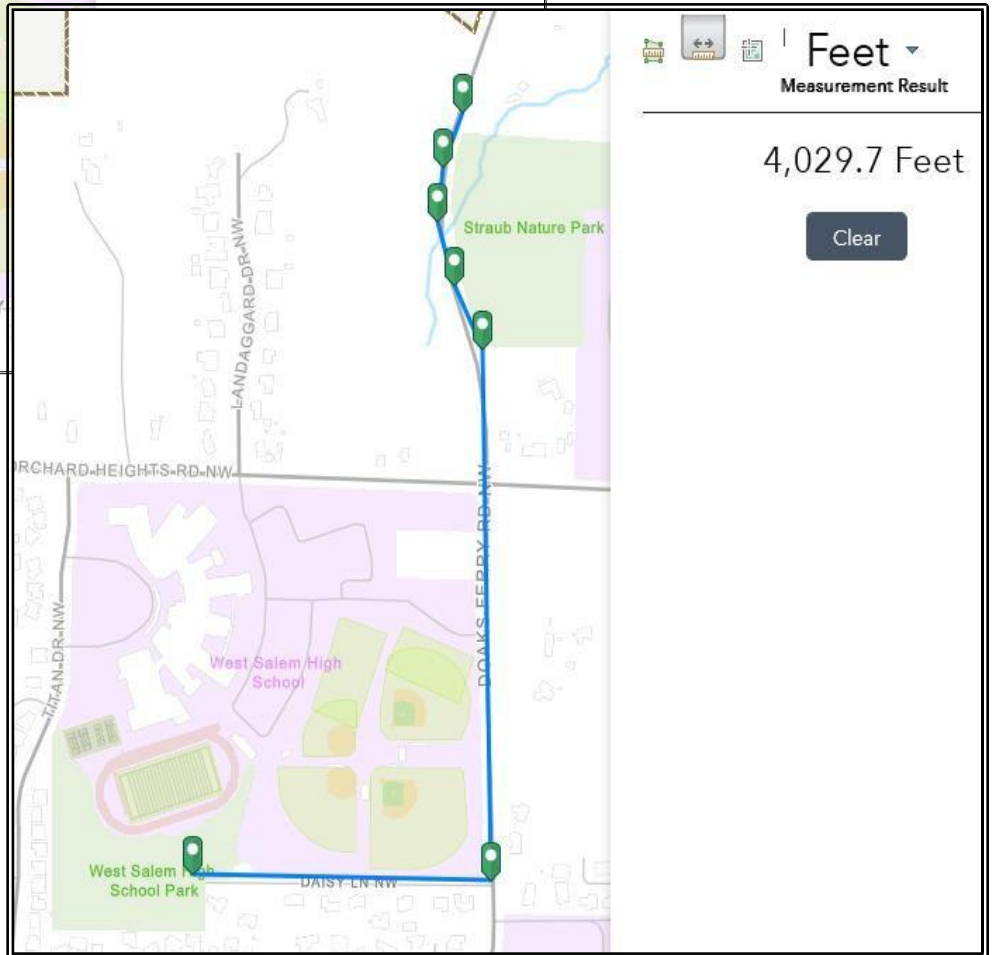 Feet
Measurement Result
4,029.7 Feet
Clear
Straub Nature Park
LANDAGGARD-DR-NW
ORCHARD-HEIGHTS-RD-NW
DOAKS FERRY RD-NW
TITAN-DR-NW
West Salem High
School
West Salem High
School Park
DAISY LN NW